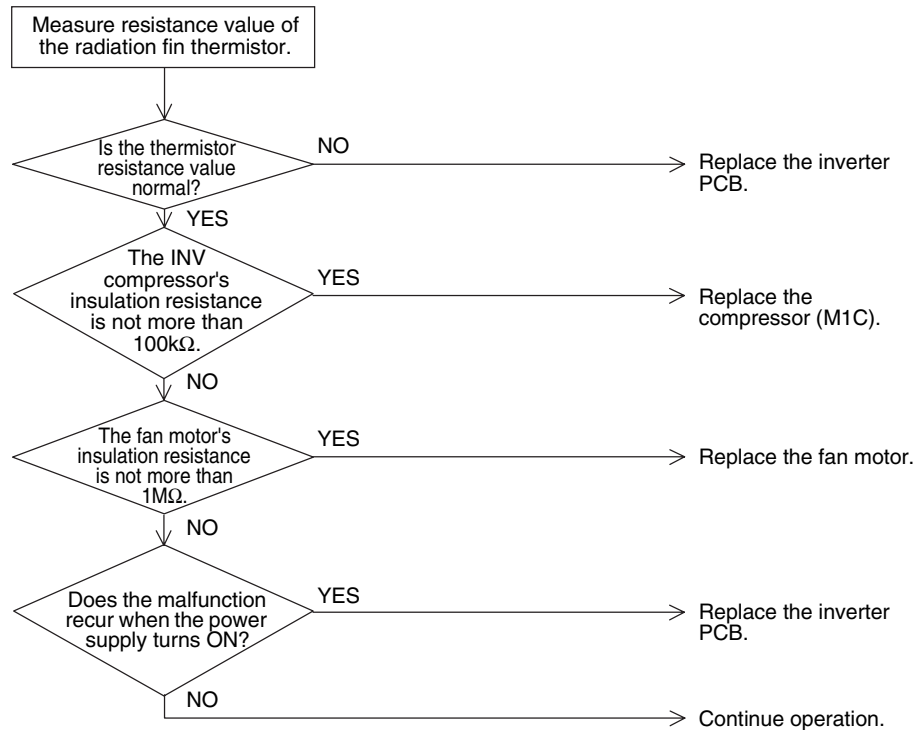 Measure resistance value of
the radiation fin thermistor.
Is the thermistor
resistance value
normal?
NO
Replace the inverter
PCB.
YES
The INV
compressor's
insulation resistance
is not more than
100kΩ.
YES
Replace the
compressor (M1C).
NO
The fan motor's
insulation resistance
is not more than
1MΩ.
YES
Replace the fan motor.
NO
Does the malfunction
recur when the power
supply turns ON?
YES
Replace the inverter
PCB.
NO
Continue operation.